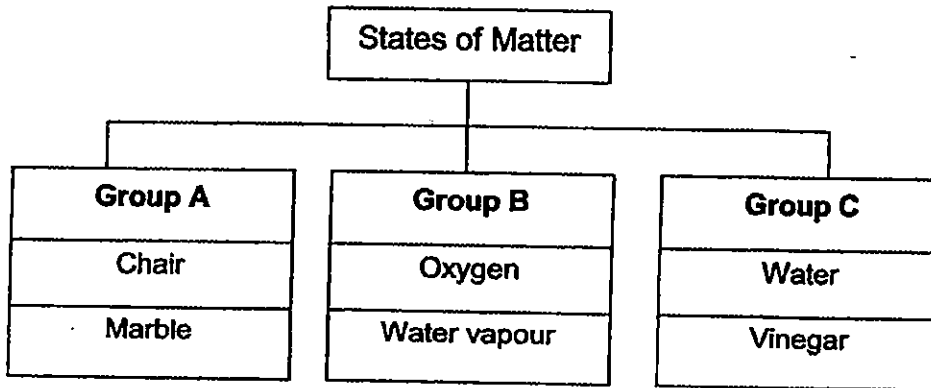 States of Matter
Group A
Chair
Marble
Group B
Oxygen
Water vapour
Group C
Water
Vinegar